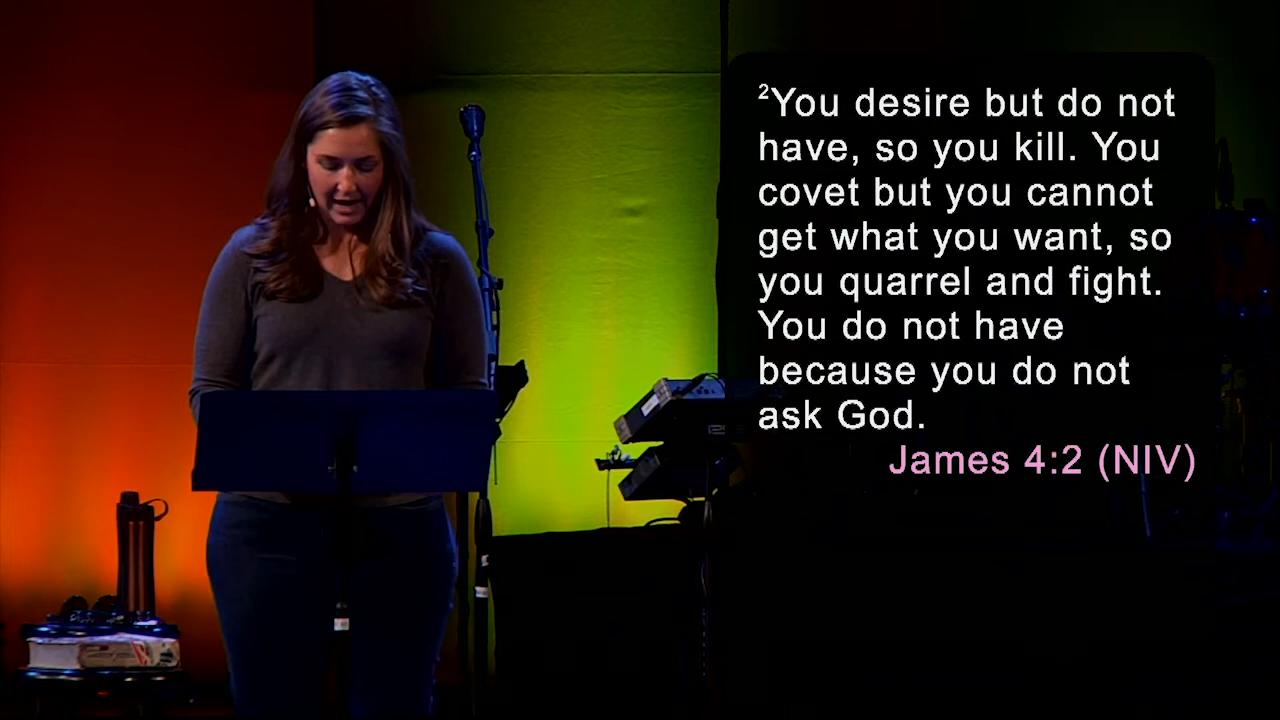 ²You desire but do not
have, so you kill. You
covet but you cannot
get what you want, so
you quarrel and fight.
You do not have
because you do not
ask God.
James 4:2 (NIV)